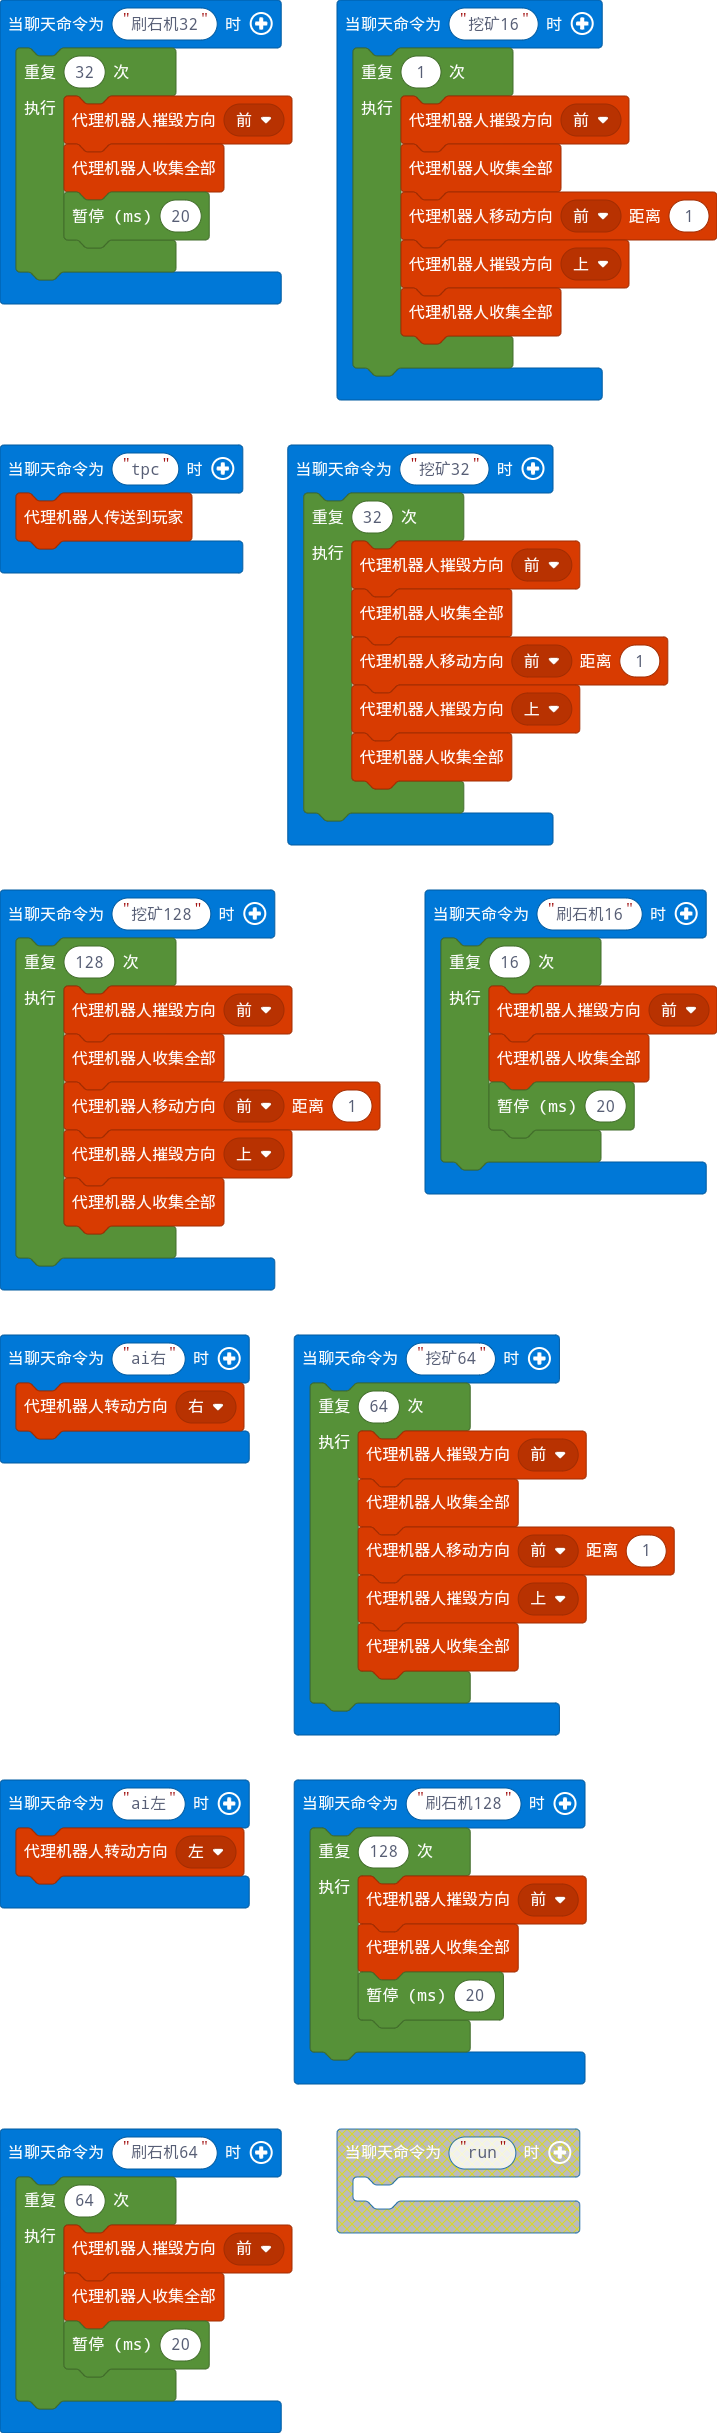 当聊天命令为 "刷石机32" 时
重复 32 次
执行
代理机器人摧毁方向 前
代理机器人收集全部
暂停 (ms) 20
当聊天命令为 "挖矿16" 时
重复 1 次
执行
代理机器人摧毁方向 前
代理机器人收集全部
代理机器人移动方向 前 距离 1
代理机器人摧毁方向 上
代理机器人收集全部
当聊天命令为 "tpc" 时
代理机器人传送到玩家
当聊天命令为 "挖矿32" 时
重复 32 次
执行
代理机器人摧毁方向 前
代理机器人收集全部
代理机器人移动方向 前 距离 1
代理机器人摧毁方向 上
代理机器人收集全部
当聊天命令为 "挖矿128" 时
重复 128 次
执行
代理机器人摧毁方向 前
代理机器人收集全部
代理机器人移动方向 前 距离 1
代理机器人摧毁方向 上
代理机器人收集全部
当聊天命令为 "刷石机16" 时
重复 16 次
执行
代理机器人摧毁方向 前
代理机器人收集全部
暂停 (ms) 20
当聊天命令为 "ai右" 时
代理机器人转动方向 右
当聊天命令为 "挖矿64" 时
重复 64 次
执行
代理机器人摧毁方向 前
代理机器人收集全部
代理机器人移动方向 前 距离 1
代理机器人摧毁方向 上
代理机器人收集全部
当聊天命令为 "ai左" 时
代理机器人转动方向 左
当聊天命令为 "刷石机128" 时
重复 128 次
执行
代理机器人摧毁方向 前
代理机器人收集全部
暂停 (ms) 20
当聊天命令为 "刷石机64" 时
重复 64 次
执行
代理机器人摧毁方向 前
代理机器人收集全部
暂停 (ms) 20
当聊天命令为 "run" 时